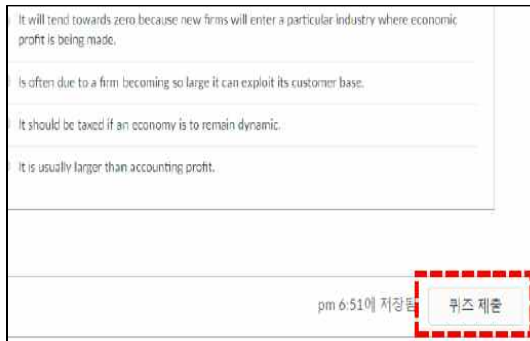 It will tend towards zero because new firms will enter a particular industry where economic
profit is being made.
Is often due to a firm becoming so large it can exploit its customer base.
It should be taxed if an economy is to remain dynamic.
It is usually larger than accounting profit.
pm 6:51에 저장됨 퀴즈 제출